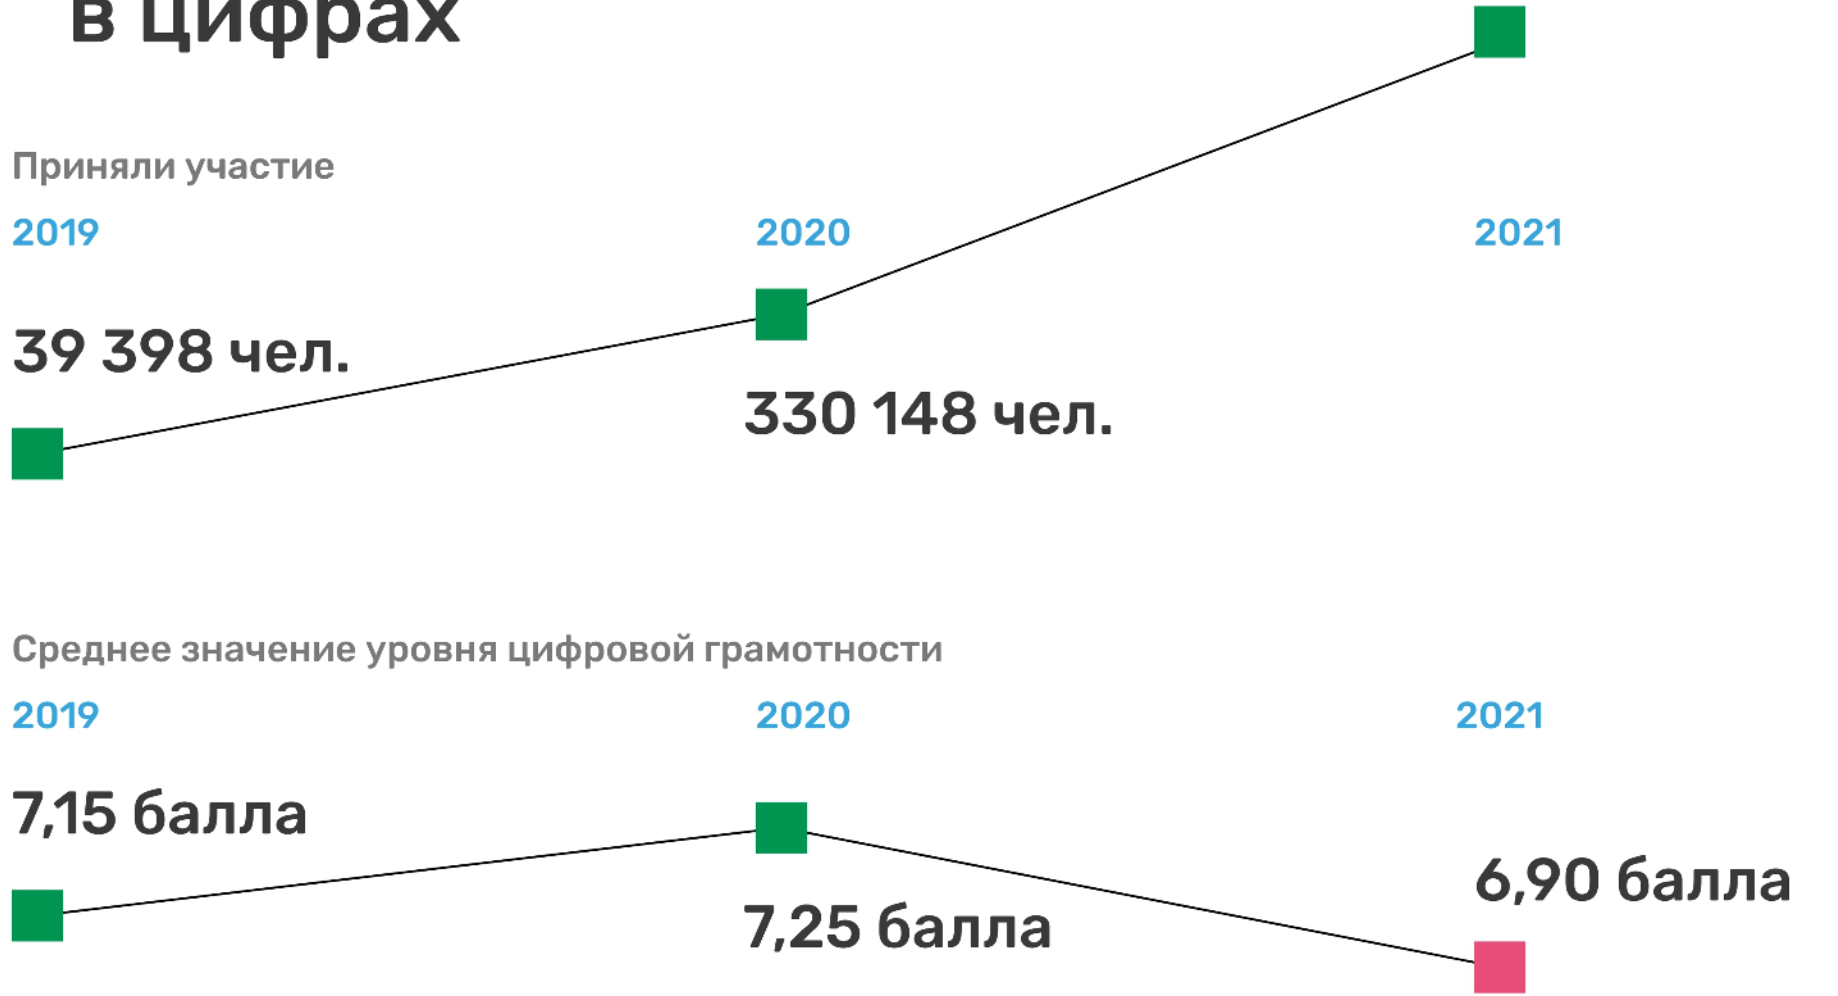 в цифрах
Приняли участие
2019 2020 2021
39 398 чел.
330 148 чел.
Среднее значение уровня цифровой грамотности
2019 2020 2021
7,15 балла
6,90 балла
7,25 балла